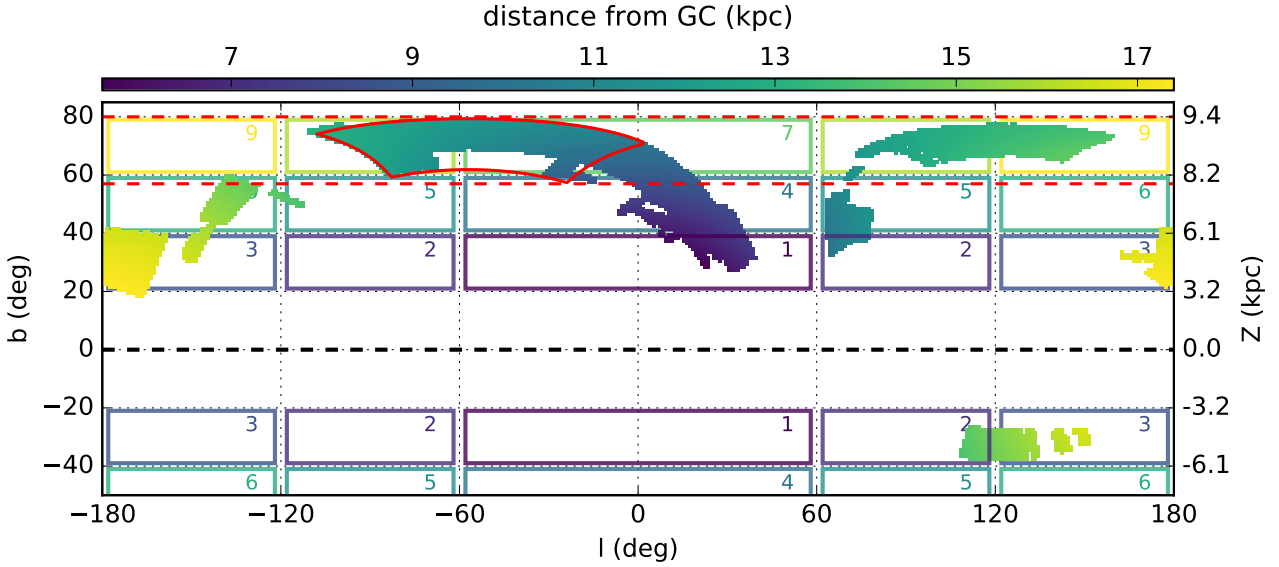 distance from GC (kpc)
7 9 11 13 15 17
80 9 7 9 9.4
60 8.2
5 4 5 6
40 6.1
3 2 1 2 3
20 3.2
b (deg) Z (kpc)
0 0.0
−20 -3.2
3 2 1 2 3
−40 -6.1
6 5 4 5 6
−180 −120 −60 0 60 120 180
l (deg)